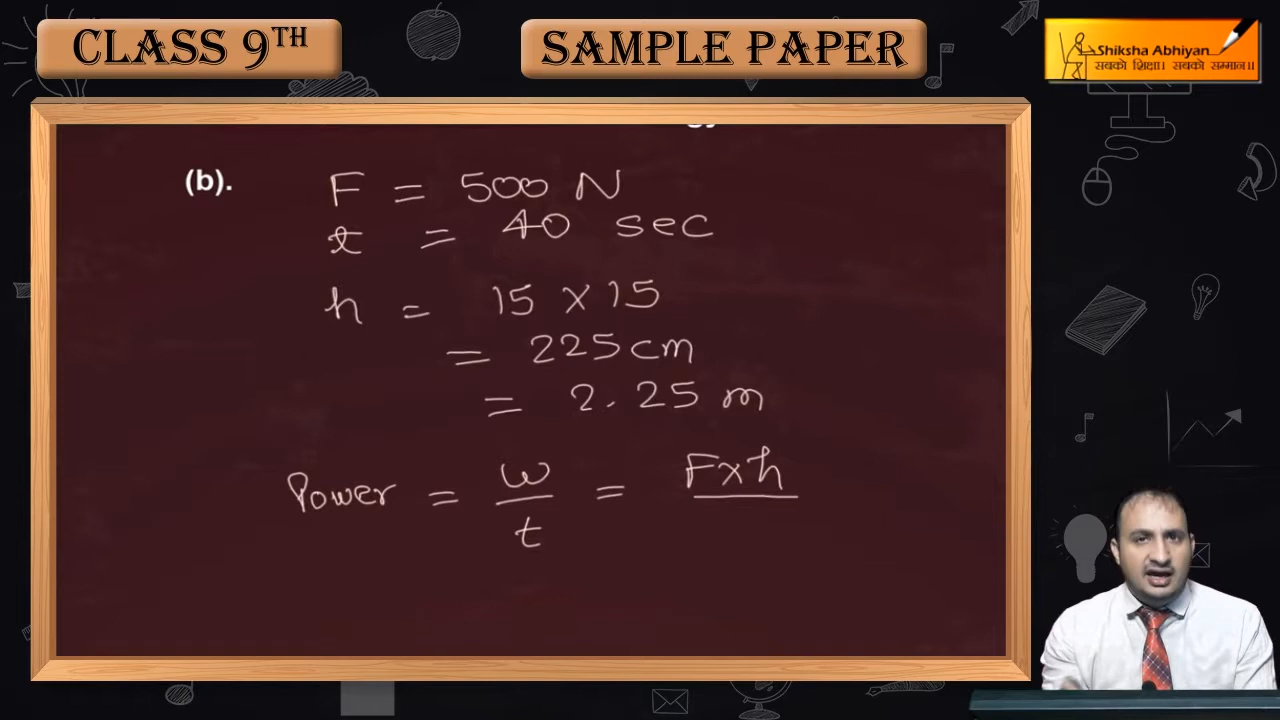 CLASS 9TH
SAMPLE PAPER
Shiksha Abhiyan
सबको शिक्षा। सबको सम्मान।।
(b).
F = 500 N
t = 40 sec
h = 15 × 15
= 225 cm
= 2.25 m
Power = w/t = F×h